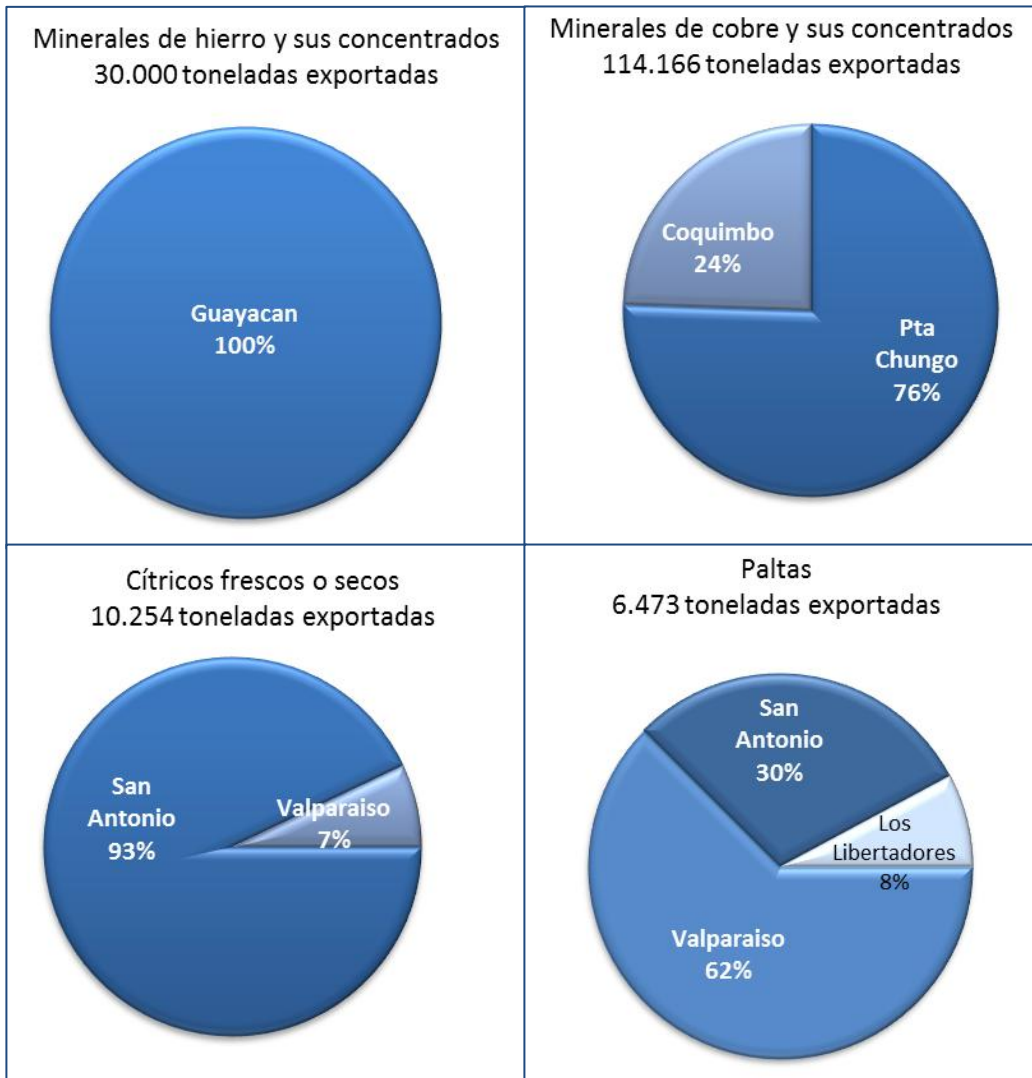 Minerales de hierro y sus concentrados
30.000 toneladas exportadas
Guayacan
100%
Minerales de cobre y sus concentrados
114.166 toneladas exportadas
Coquimbo
24%
Pta
Chungo
76%
Cítricos frescos o secos
10.254 toneladas exportadas
San
Antonio
93%
Valparaiso
7%
Paltas
6.473 toneladas exportadas
San
Antonio
30%
Los
Libertadores
8%
Valparaiso
62%